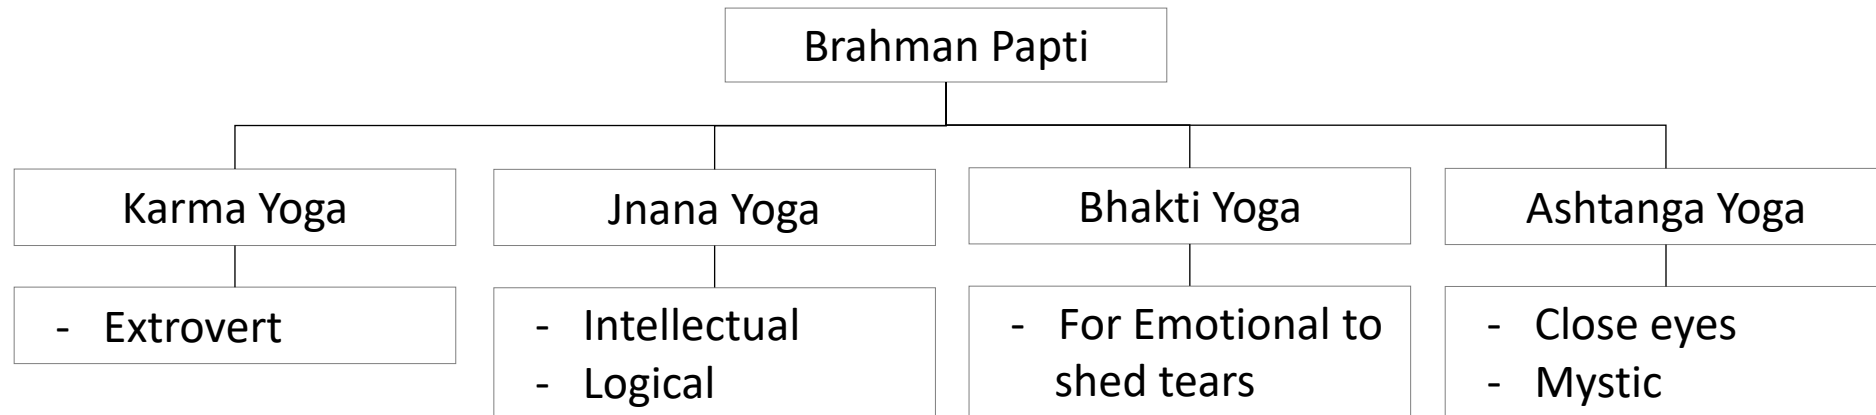 Brahman Papti
Karma Yoga
Jnana Yoga
Bhakti Yoga
Ashtanga Yoga
- Extrovert
- Intellectual
- Logical
- For Emotional to
shed tears
- Close eyes
- Mystic